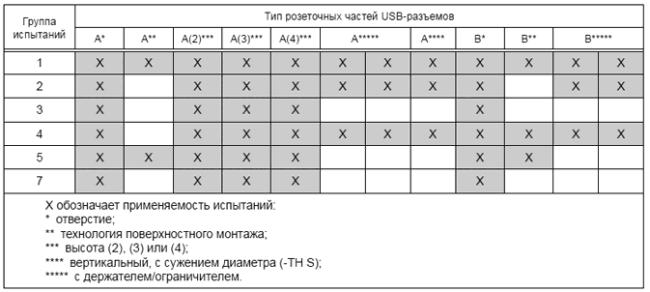 Группа испытаний
Тип розеточных частей USB-разъемов
A* A** A(2)*** A(3)*** A(4)*** A***** A**** B* B** B*****
1 X X X X X X X X X X X X
2 X X X X X X X X X X
3 X X X X X
4 X X X X X X X X X X X
5 X X X X X X X
7 X X X X X
X обозначает применяемость испытаний:
* отверстие;
** технология поверхностного монтажа;
*** высота (2), (3) или (4);
**** вертикальный, с сужением диаметра (-TH S);
***** с держателем/ограничителем.